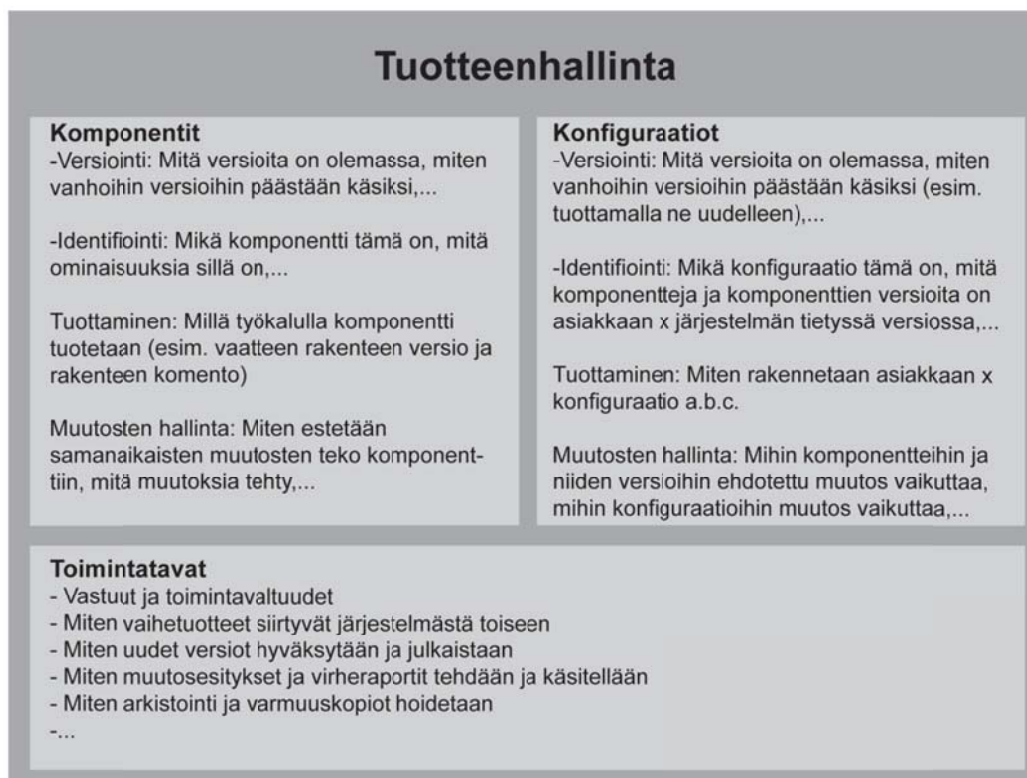 Tuotteenhallinta
Komponentit
-Versiointi: Mitä versioita on olemassa, miten
vanhoihin versioihin päästään käsiksi,...
-Identifiointi: Mikä komponentti tämä on, mitä
ominaisuuksia sillä on,...
Tuottaminen: Millä työkalulla komponentti
tuotetaan (esim. vaatteen rakenteen versio ja
rakenteen komento)
Muutosten hallinta: Miten estetään
samanaikaisten muutosten teko komponent-
tiin, mitä muutoksia tehty,...
Konfiguraatiot
-Versiointi: Mitä versioita on olemassa, miten
vanhoihin versioihin päästään käsiksi (esim.
tuottamalla ne uudelleen),...
-Identifiointi: Mikä konfiguraatio tämä on, mitä
komponentteja ja komponenttien versioita on
asiakkaan x järjestelmän tietyssä versiossa,...
Tuottaminen: Miten rakennetaan asiakkaan x
konfiguraatio a.b.c.
Muutosten hallinta: Mihin komponentteihin ja
niiden versioihin ehdotettu muutos vaikuttaa,
mihin konfiguraatioihin muutos vaikuttaa,...
Toimintatavat
- Vastuut ja toimintavaltuudet
- Miten vaihetuotteet siirtyvät järjestelmästä toiseen
- Miten uudet versiot hyväksytään ja julkaistaan
- Miten muutosesitykset ja virheraportit tehdään ja käsitellään
- Miten arkistointi ja varmuuskopiot hoidetaan
-...